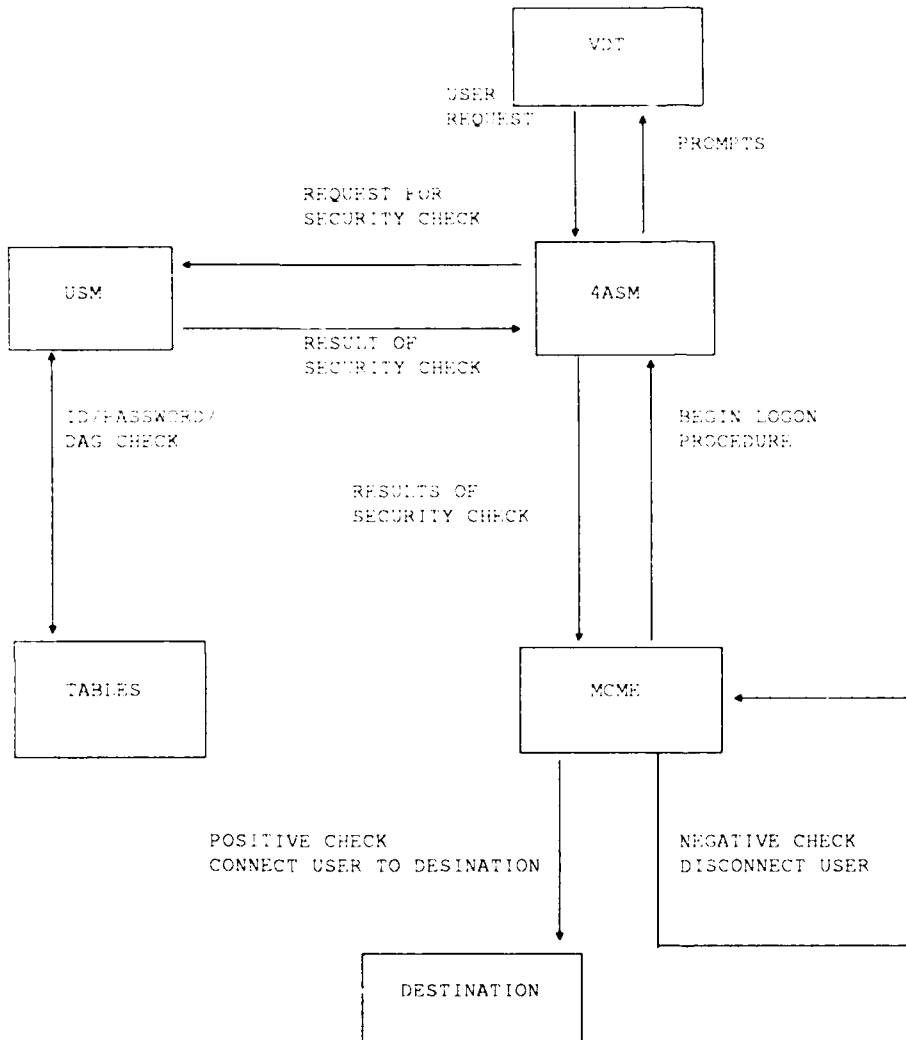 VDT
USER
REQUEST
PROMPTS
REQUEST FOR
SECURITY CHECK
USM
4ASM
RESULT OF
SECURITY CHECK
ID/PASSWORD/
DAG CHECK
BEGIN LOGON
PROCEDURE
RESULTS OF
SECURITY CHECK
TABLES
MCME
POSITIVE CHECK
CONNECT USER TO DESINATION
NEGATIVE CHECK
DISCONNECT USER
DESTINATION